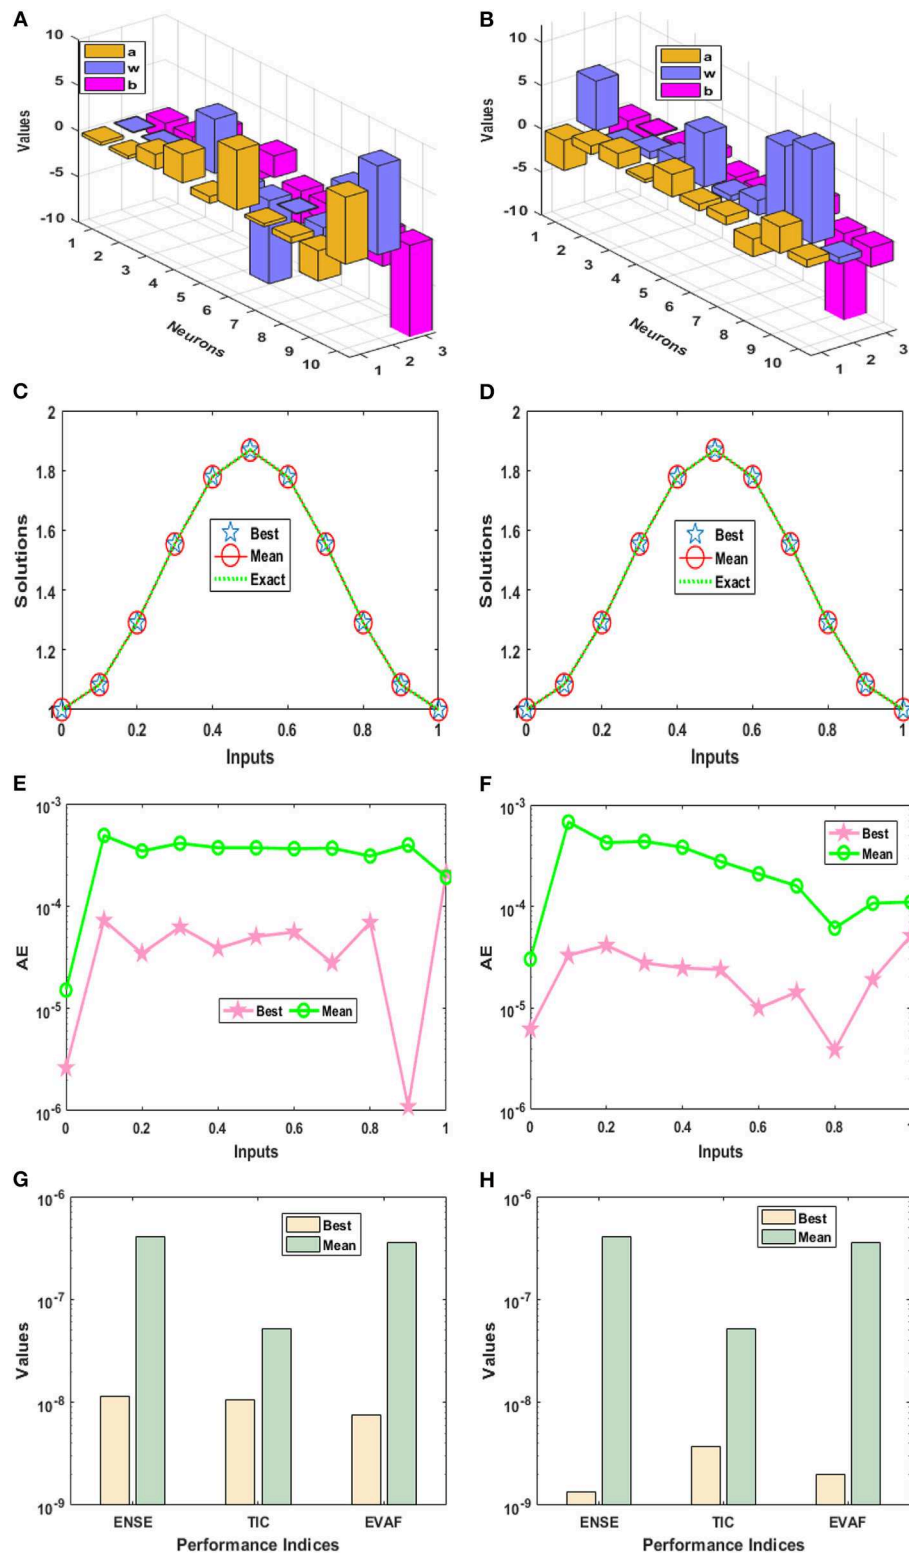 A
10
5
0
-5
-10
Values
a
w
b
1
2
3
4
5
6
7
8
9
10
Neurons
1
2
3
B
10
5
0
-5
-10
Values
a
w
b
1
2
3
4
5
6
7
8
9
10
Neurons
1
2
3
C
2
1.8
1.6
1.4
1.2
1
Solutions
Best
Mean
Exact
0
0.2
0.4
0.6
0.8
1
Inputs
D
2
1.8
1.6
1.4
1.2
1
Solutions
Best
Mean
Exact
0
0.2
0.4
0.6
0.8
1
Inputs
E
10^-3
10^-4
10^-5
10^-6
AE
Best Mean
0
0.2
0.4
0.6
0.8
1
Inputs
F
10^-3
10^-4
10^-5
10^-6
AE
Best
Mean
0
0.2
0.4
0.6
0.8
1
Inputs
G
10^-6
10^-7
10^-8
10^-9
Values
Best
Mean
ENSE
TIC
EVAF
Performance Indices
H
10^-6
10^-7
10^-8
10^-9
Values
Best
Mean
ENSE
TIC
EVAF
Performance Indices